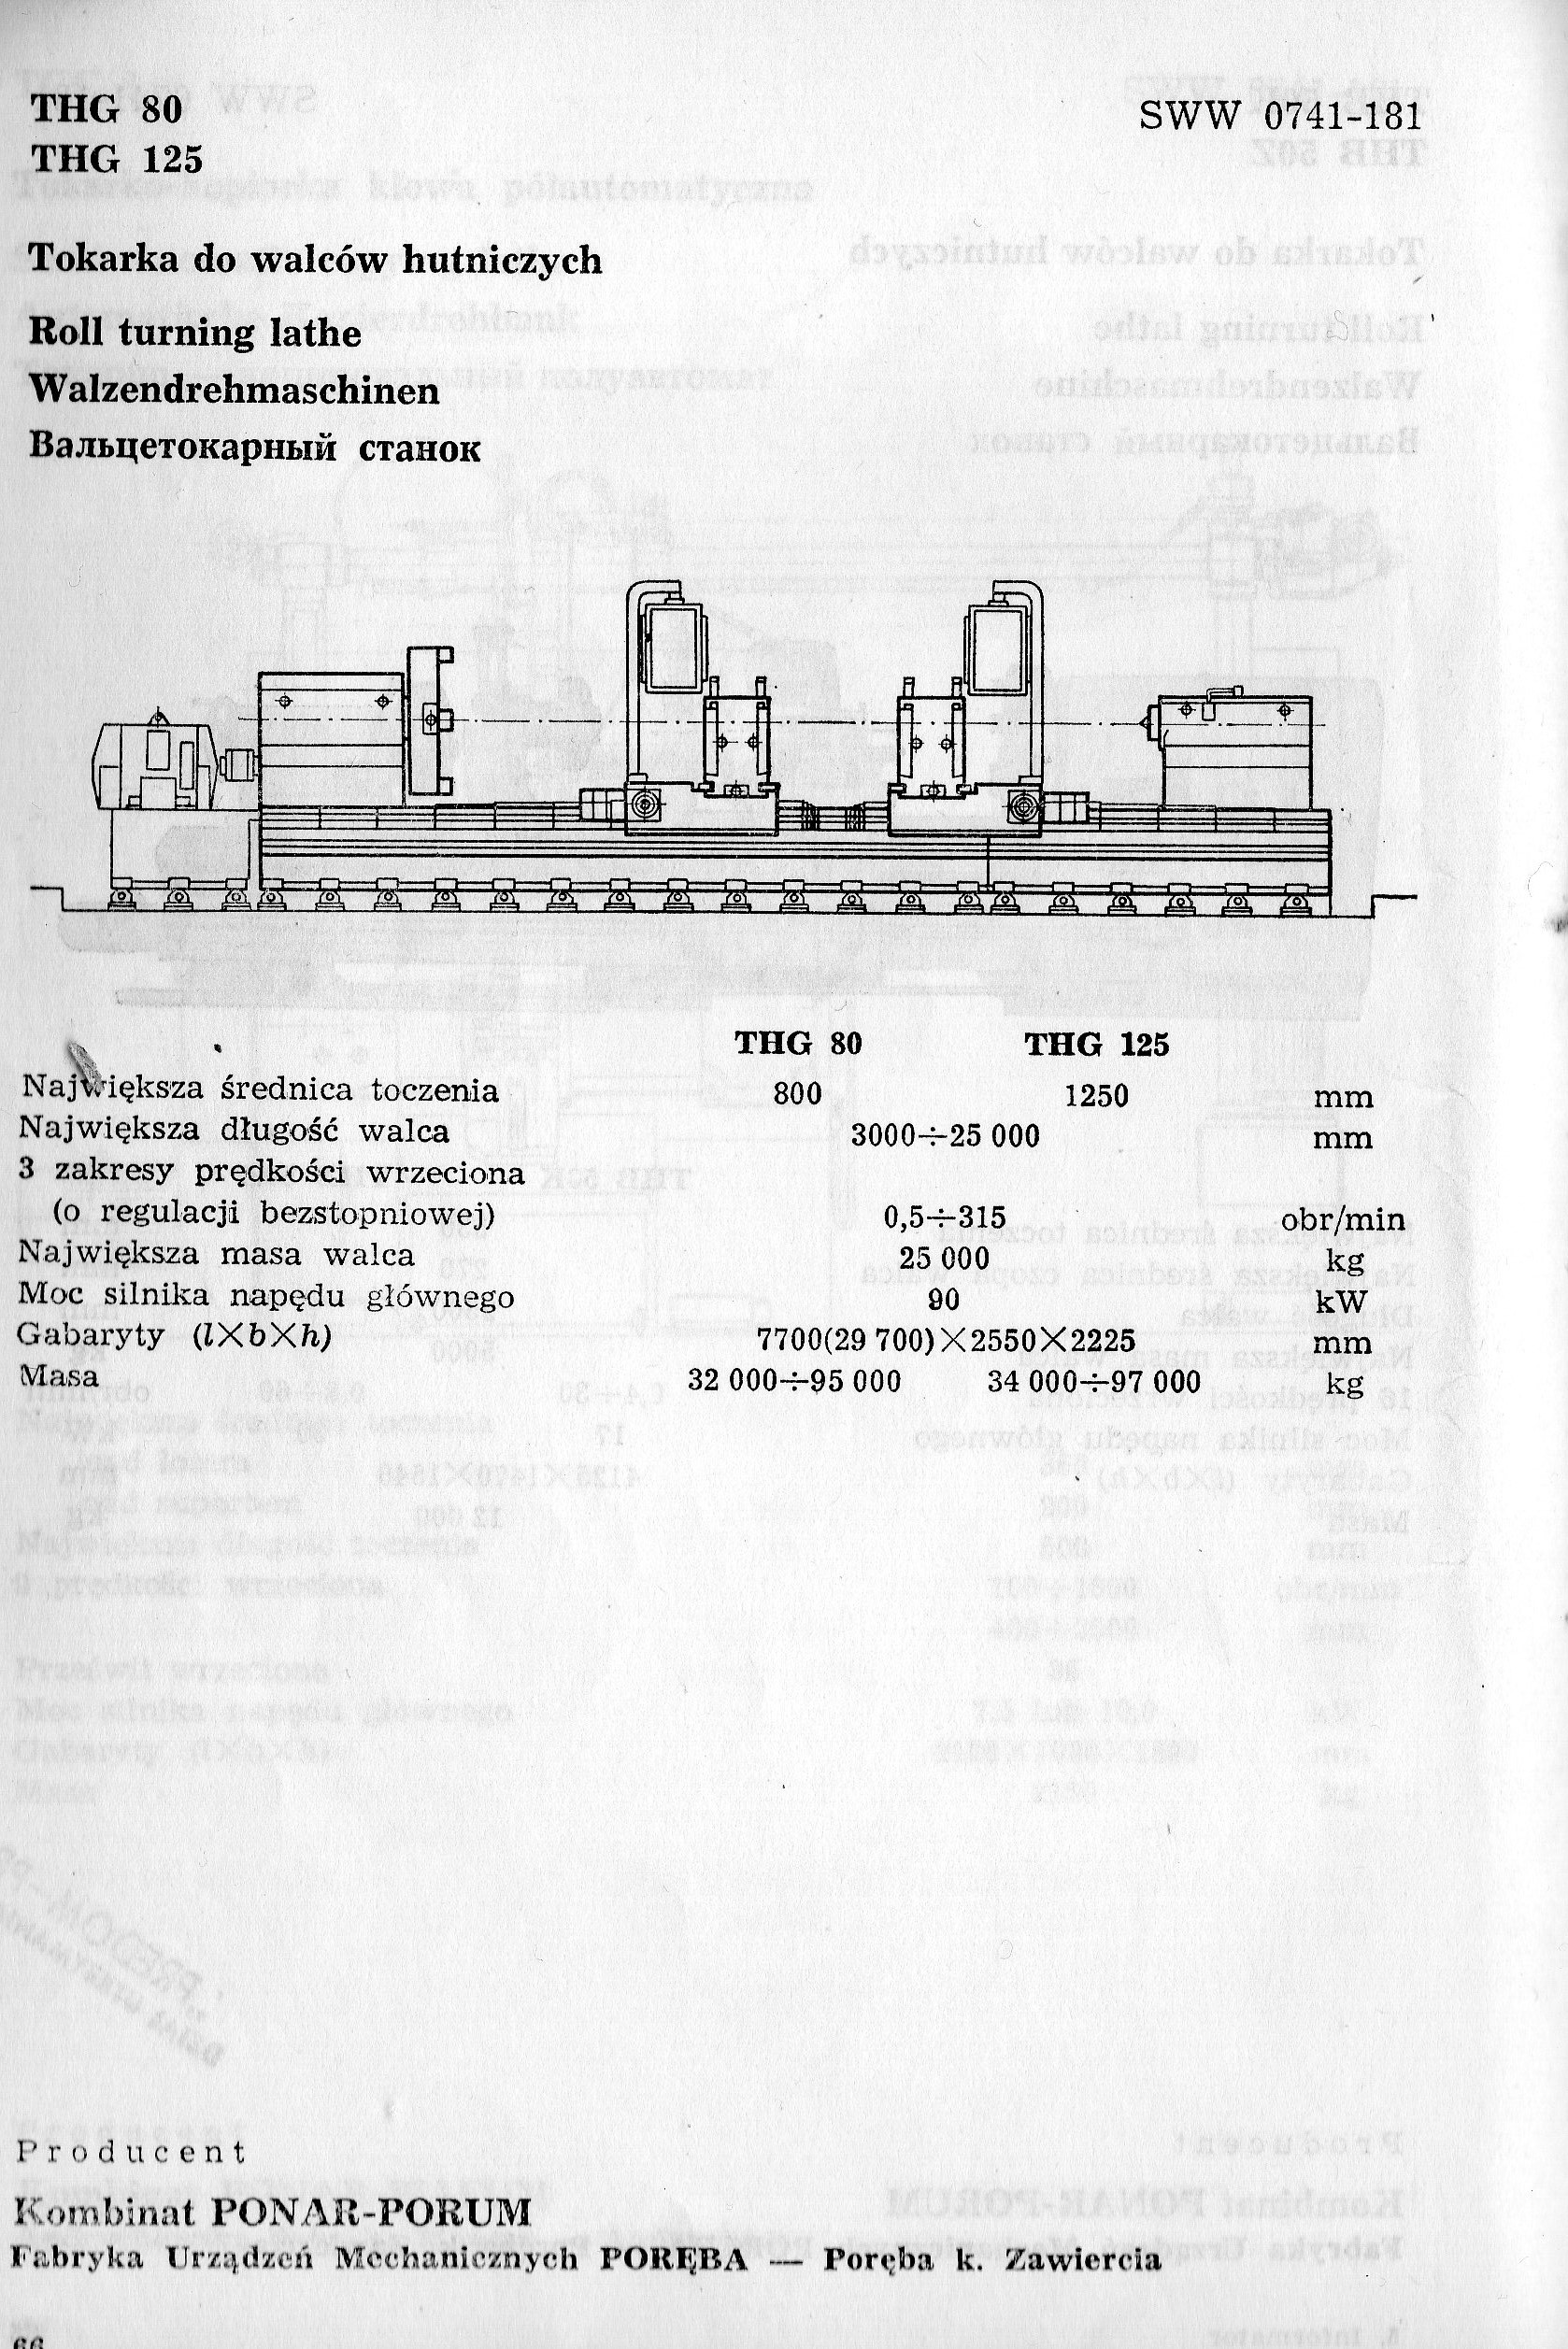 THG 80
SWW 0741-181
THG 125
Tokarka do walców hutniczych
Roll turning lathe
Walzendrehmaschinen
Вальцетокарный станок
THG 80 THG 125
Największa średnica toczenia 800 1250 mm
Największa długość walca 3000÷25 000 mm
3 zakresy prędkości wrzeciona
(o regulacji bezstopniowej) 0,5÷315 obr/min
Największa masa walca 25 000 kg
Moc silnika napędu głównego 90 kW
Gabaryty (l×b×h) 7700(29 700)×2550×2225 mm
Masa 32 000÷95 000 34 000÷97 000 kg
Producent
Kombinat PONAR-PORUM
Fabryka Urządzeń Mechanicznych PORĘBA — Poręba k. Zawiercia
66